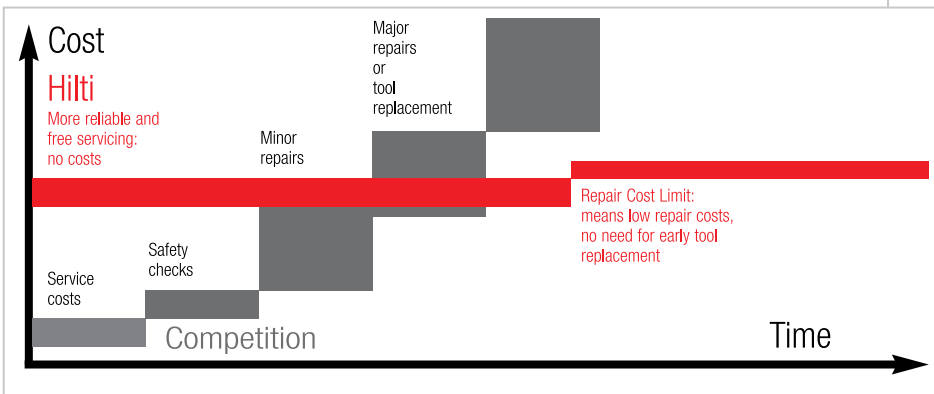 Cost
Hilti
More reliable and
free servicing:
no costs
Service
costs
Safety
checks
Minor
repairs
Major
repairs
or
tool
replacement
Repair Cost Limit:
means low repair costs,
no need for early tool
replacement
Competition
Time